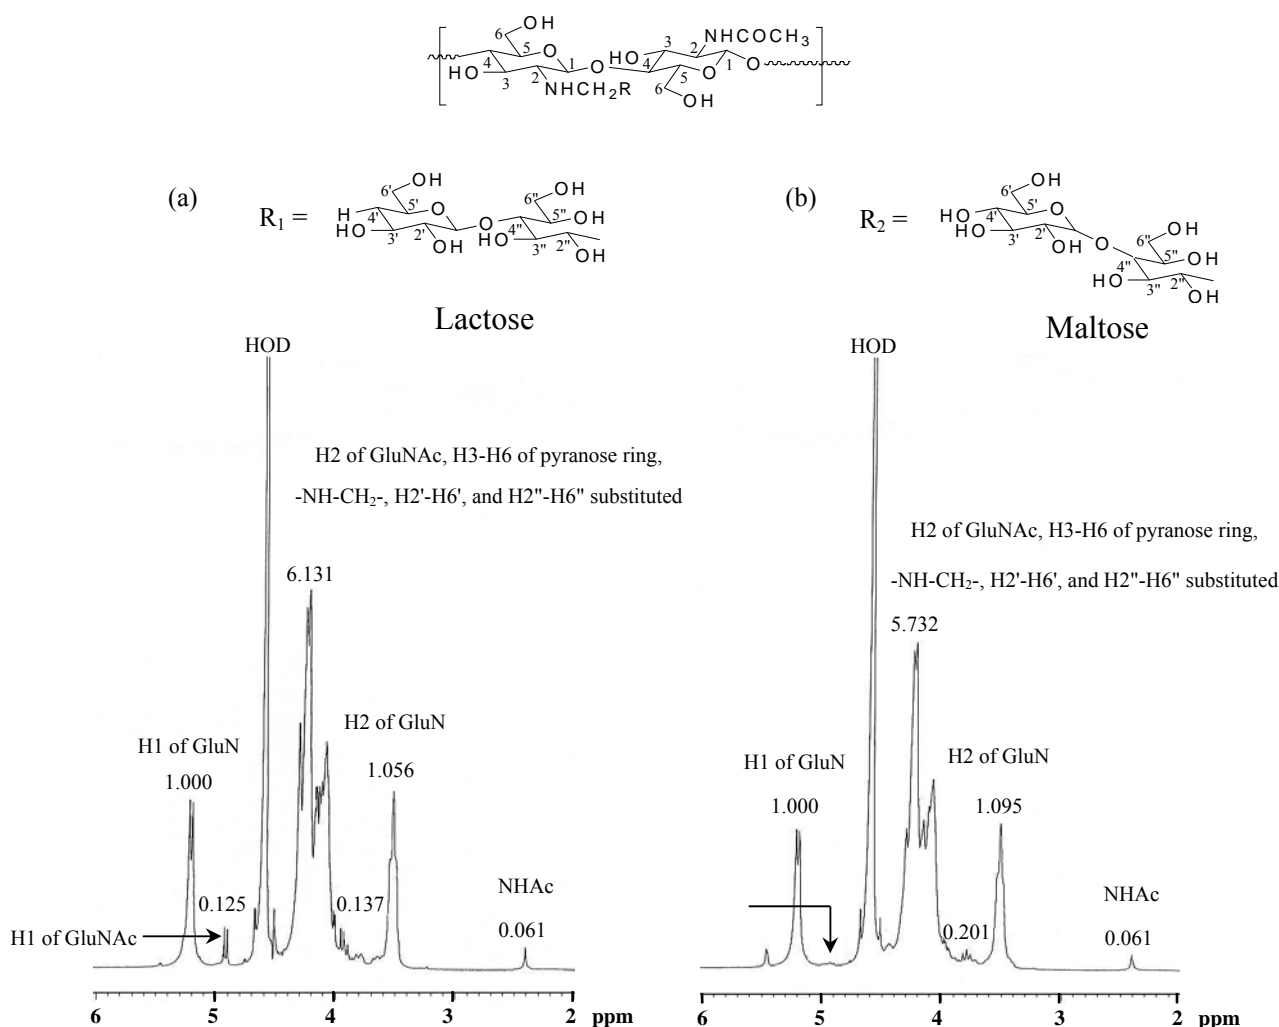 6 OH
5 O 3 2 NHCOCH3
4 1 O HO 4 O 1 O
HO 3 2 NHCH2R 5
6 OH
(a)
R1 =
6' OH
H 4' 5' O O 6'' OH
HO 3' 2' OH 4'' 5'' OH
HO 3'' 2'' OH
Lactose
(b)
R2 =
6' OH
HO 4' 5' O
HO 3' 2' OH O 6'' OH
4'' 5'' OH
HO 3'' 2'' OH
Maltose
HOD
H2 of GluNAc, H3-H6 of pyranose ring,
-NH-CH2-, H2'-H6', and H2"-H6" substituted
6.131
H1 of GluN
1.000
H2 of GluN
1.056
0.125
0.137
NHAc
0.061
H1 of GluNAc
6 5 4 3 2 ppm
HOD
H2 of GluNAc, H3-H6 of pyranose ring,
-NH-CH2-, H2'-H6', and H2"-H6" substituted
5.732
H1 of GluN
1.000
H2 of GluN
1.095
0.201
NHAc
0.061
6 5 4 3 2 ppm